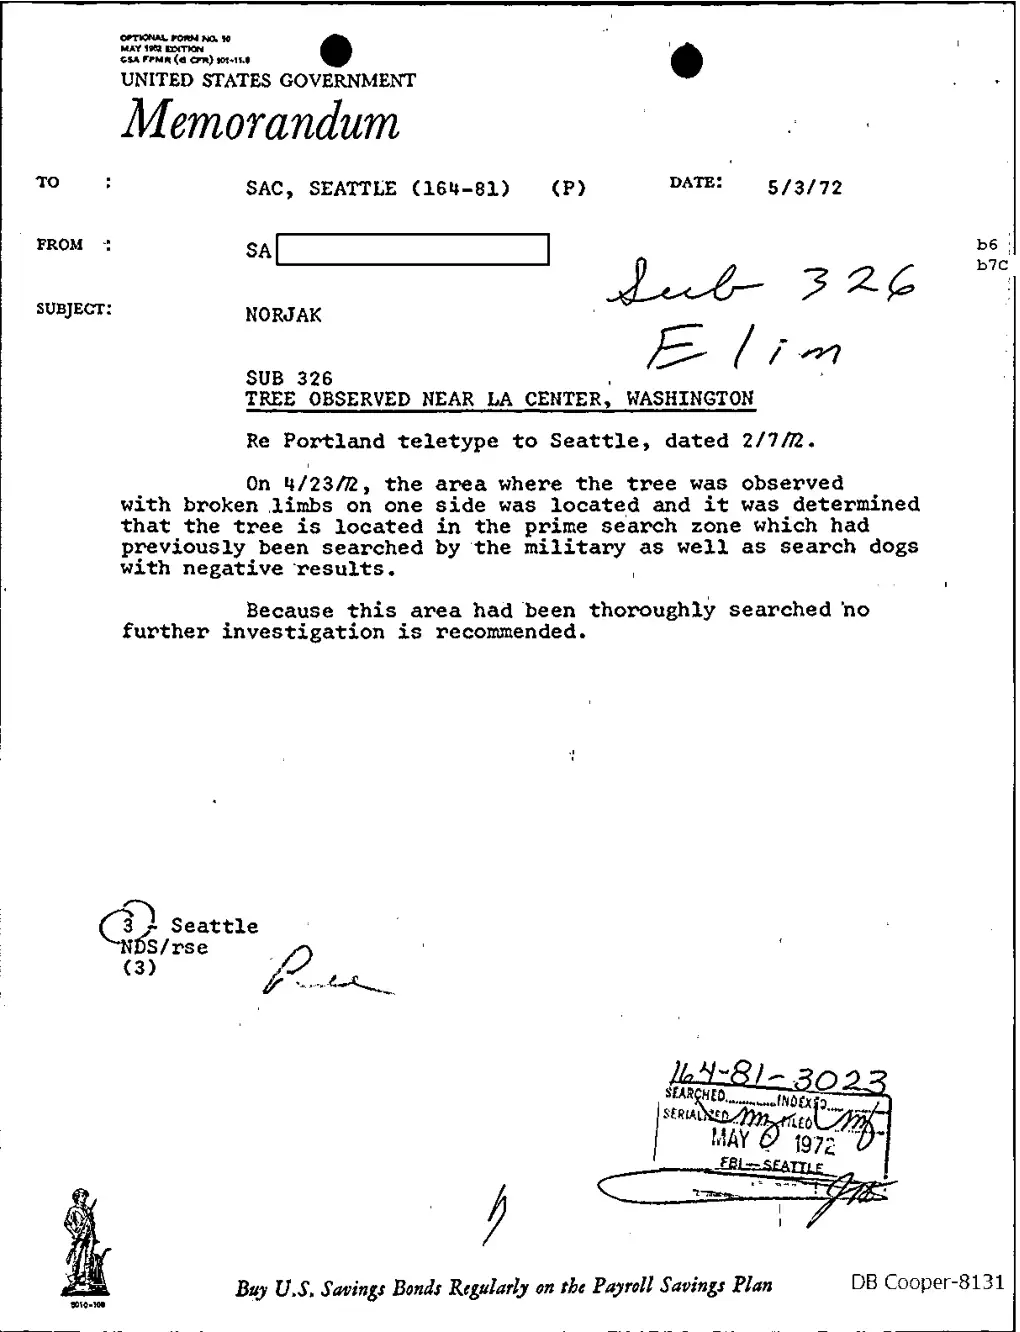 OPTIONAL FORM NO. 10
MAY 1962 EDITION
GSA FPMR (41 CFR) 101-11.6
UNITED STATES GOVERNMENT
Memorandum
TO : SAC, SEATTLE (164-81) (P) DATE: 5/3/72
FROM : SA b6
b7C
Sub 326
SUBJECT: NORJAK
Elim
SUB 326
TREE OBSERVED NEAR LA CENTER, WASHINGTON
Re Portland teletype to Seattle, dated 2/7/72.
On 4/23/72, the area where the tree was observed
with broken limbs on one side was located and it was determined
that the tree is located in the prime search zone which had
previously been searched by the military as well as search dogs
with negative results.
Because this area had been thoroughly searched no
further investigation is recommended.
3 - Seattle
NDS/rse
(3)
164-81-3023
SEARCHED INDEXED
SERIALIZED FILED
MAY 1972
FBI — SEATTLE
5010-108
Buy U.S. Savings Bonds Regularly on the Payroll Savings Plan
DB Cooper-8131